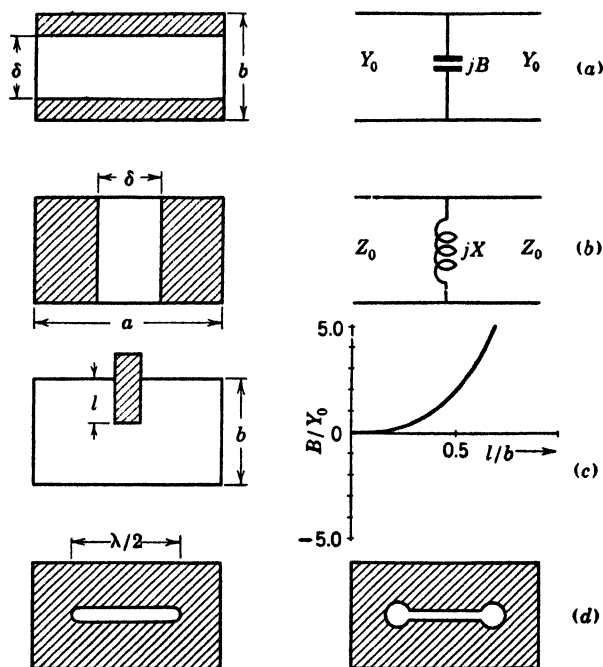 δ
b
Y₀
jB
Y₀
(a)
δ
a
Z₀
jX
Z₀
(b)
l
b
B/Y₀
5.0
0
-5.0
0.5
l/b
(c)
λ/2
(d)